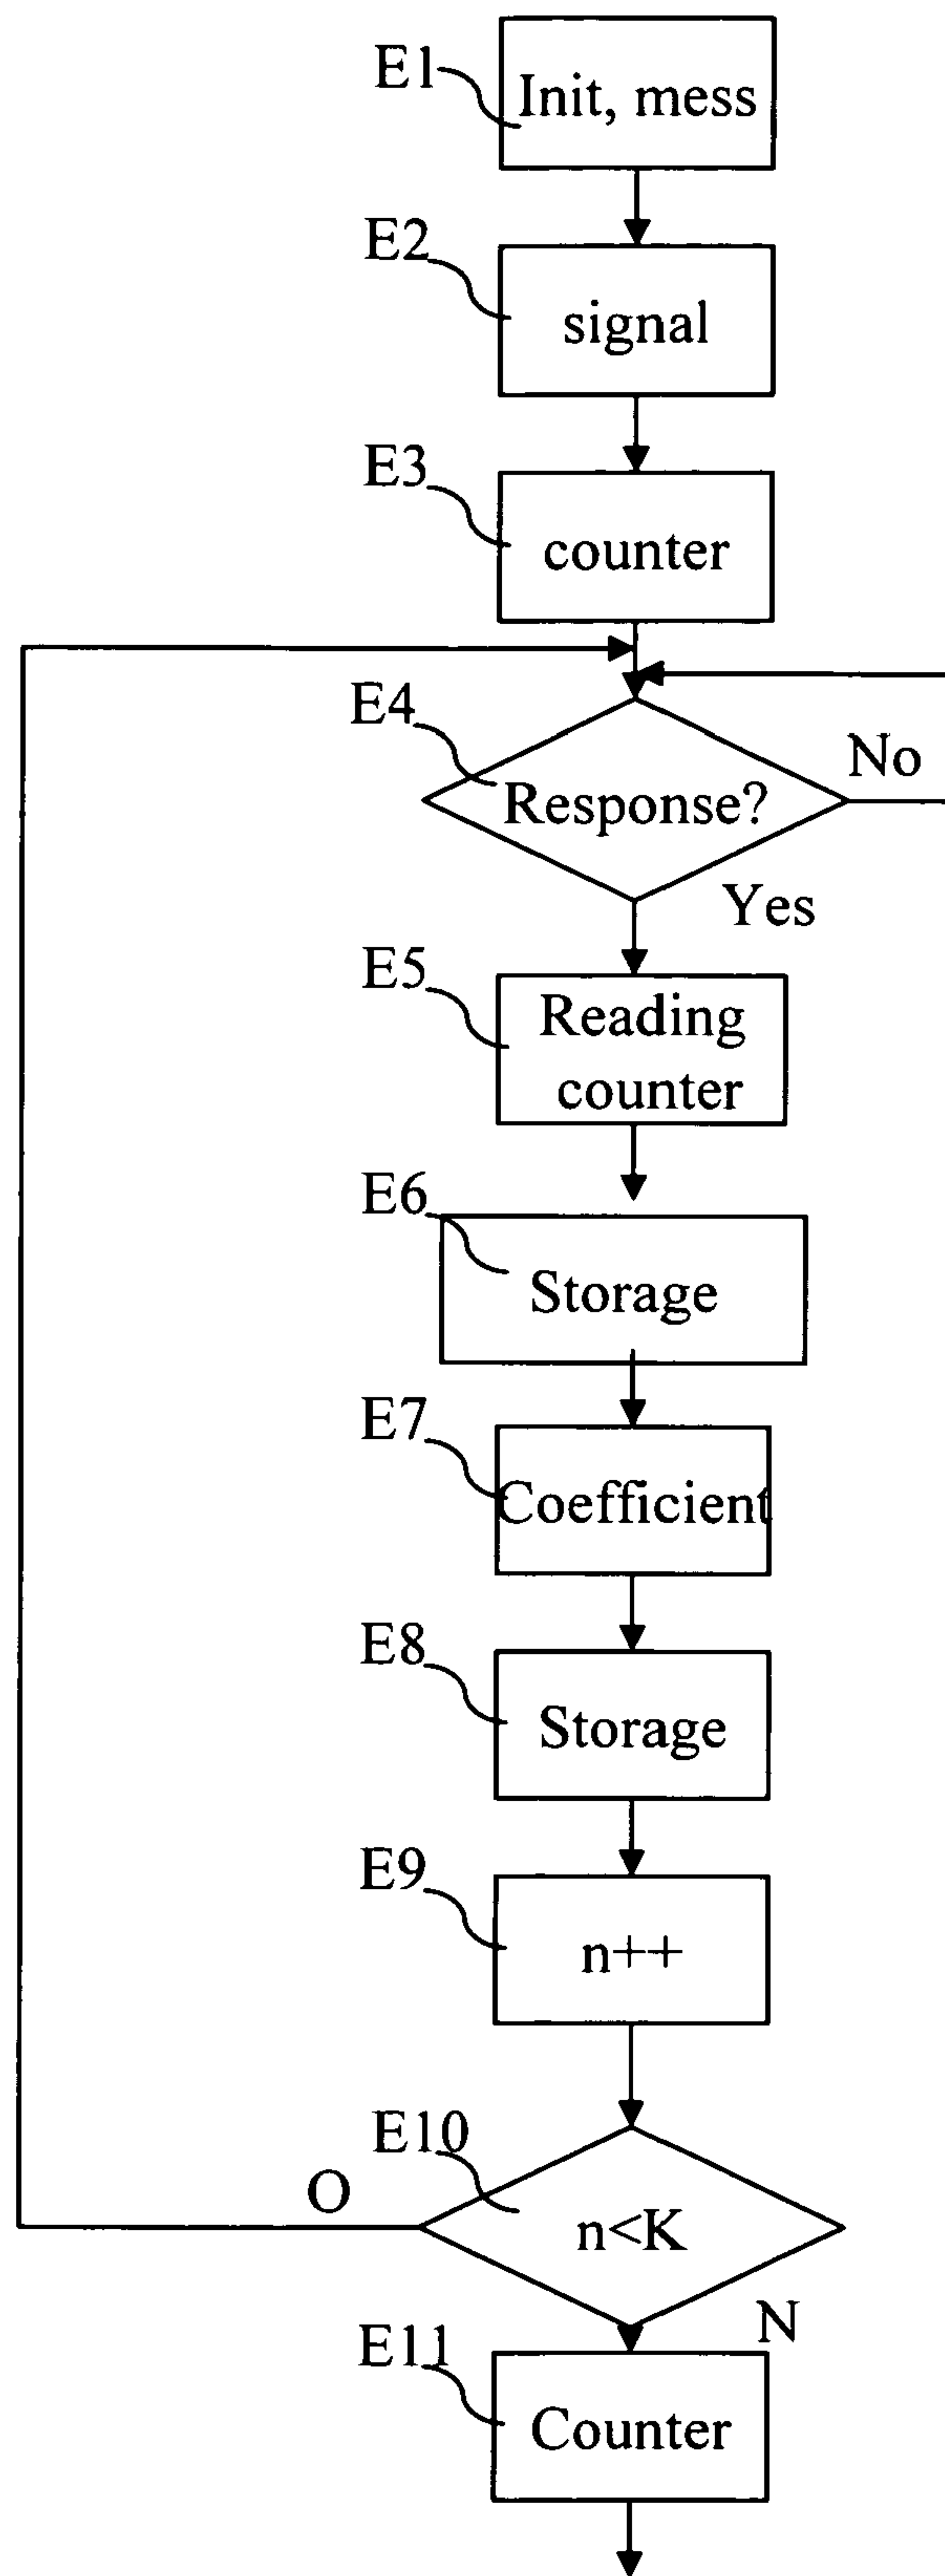 E1
Init, mess
E2
signal
E3
counter
E4
Response?
No
Yes
E5
Reading
counter
E6
Storage
E7
Coefficient
E8
Storage
E9
n++
E10
O
n<K
N
E11
Counter